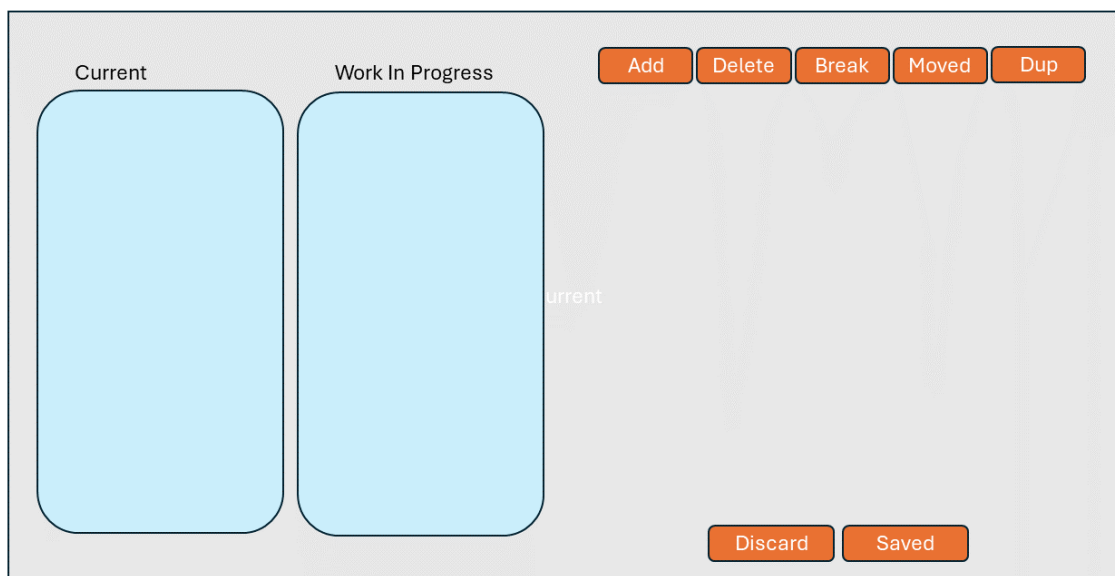 Current
Work In Progress
Add
Delete
Break
Moved
Dup
urrent
Discard
Saved